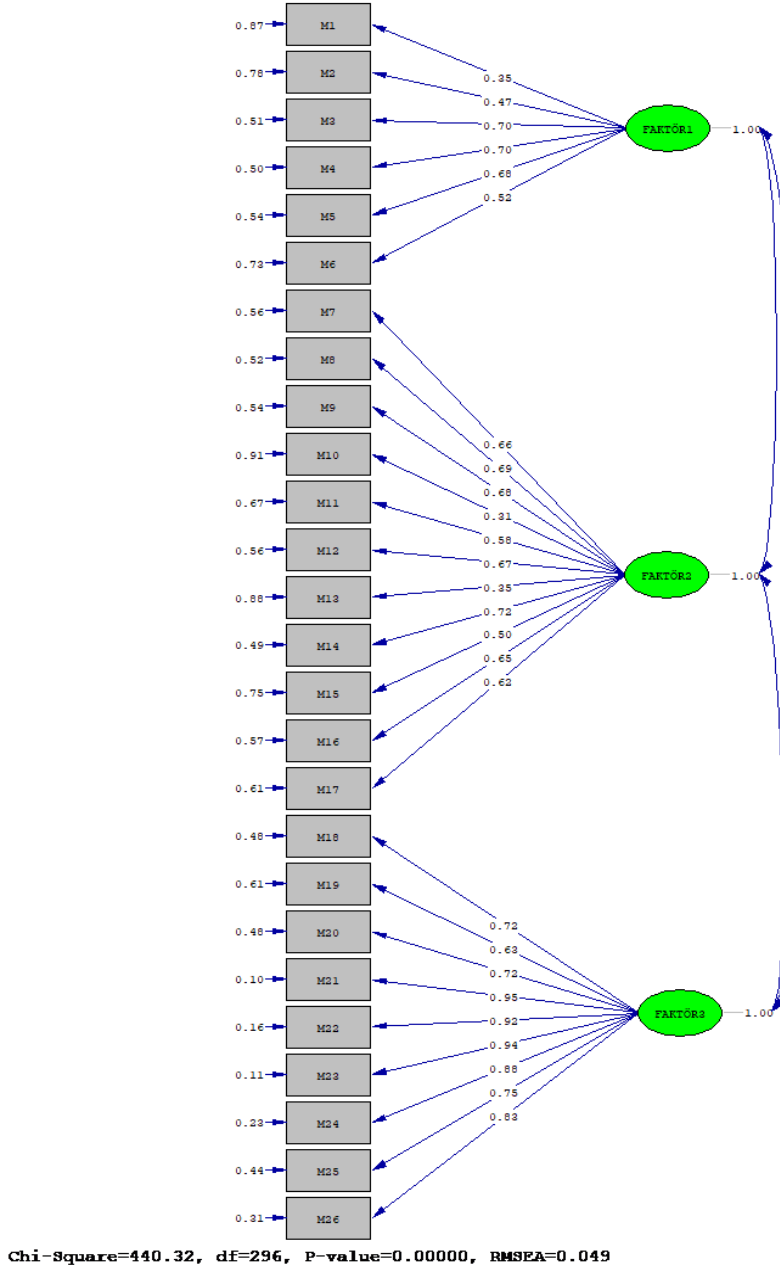 0.87 M1
0.35
0.78 M2
0.47
0.51 M3
0.70
FAKTÖR1 1.00
0.70
0.50 M4
0.68
0.54 M5
0.52
0.73 M6
0.56 M7
0.52 M8
0.54 M9
0.66
0.91 M10
0.69
0.68
0.67 M11
0.31
0.58
0.56 M12
0.67
FAKTÖR2 1.00
0.35
0.88 M13
0.72
0.50
0.49 M14
0.65
0.62
0.75 M15
0.57 M16
0.61 M17
0.48 M18
0.61 M19
0.72
0.48 M20
0.63
0.72
0.10 M21
0.95
FAKTÖR3 1.00
0.92
0.16 M22
0.94
0.11 M23
0.88
0.75
0.23 M24
0.83
0.44 M25
0.31 M26
Chi-Square=440.32, df=296, P-value=0.00000, RMSEA=0.049